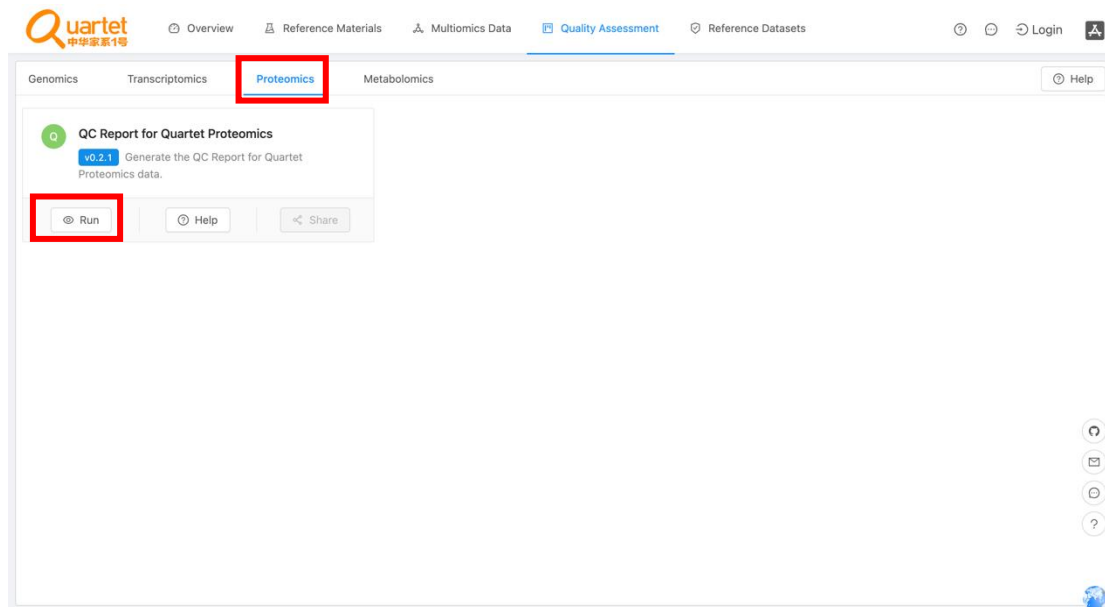 Quartet
中华家系1号
Overview
Reference Materials
Multiomics Data
Quality Assessment
Reference Datasets
Login
Genomics
Transcriptomics
Proteomics
Metabolomics
Help
Q
QC Report for Quartet Proteomics
v0.2.1 Generate the QC Report for Quartet
Proteomics data.
Run
Help
Share